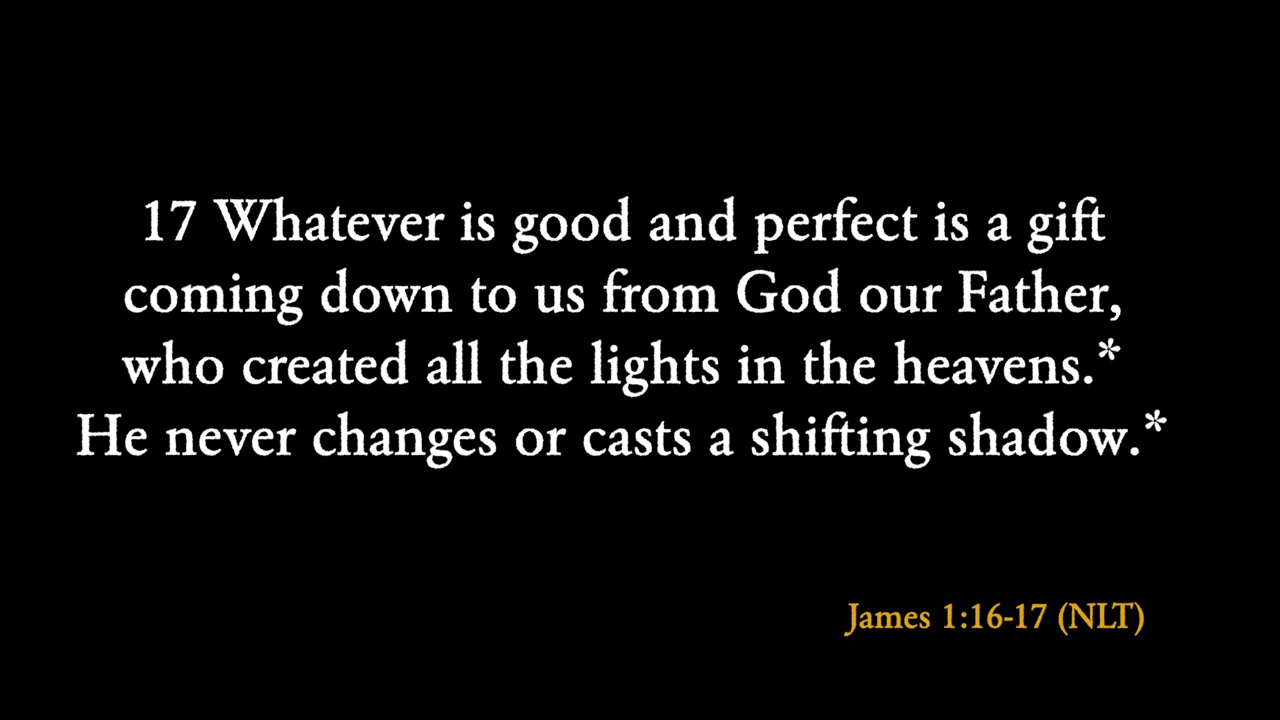 17 Whatever is good and perfect is a gift
coming down to us from God our Father,
who created all the lights in the heavens.*
He never changes or casts a shifting shadow.*
James 1:16-17 (NLT)